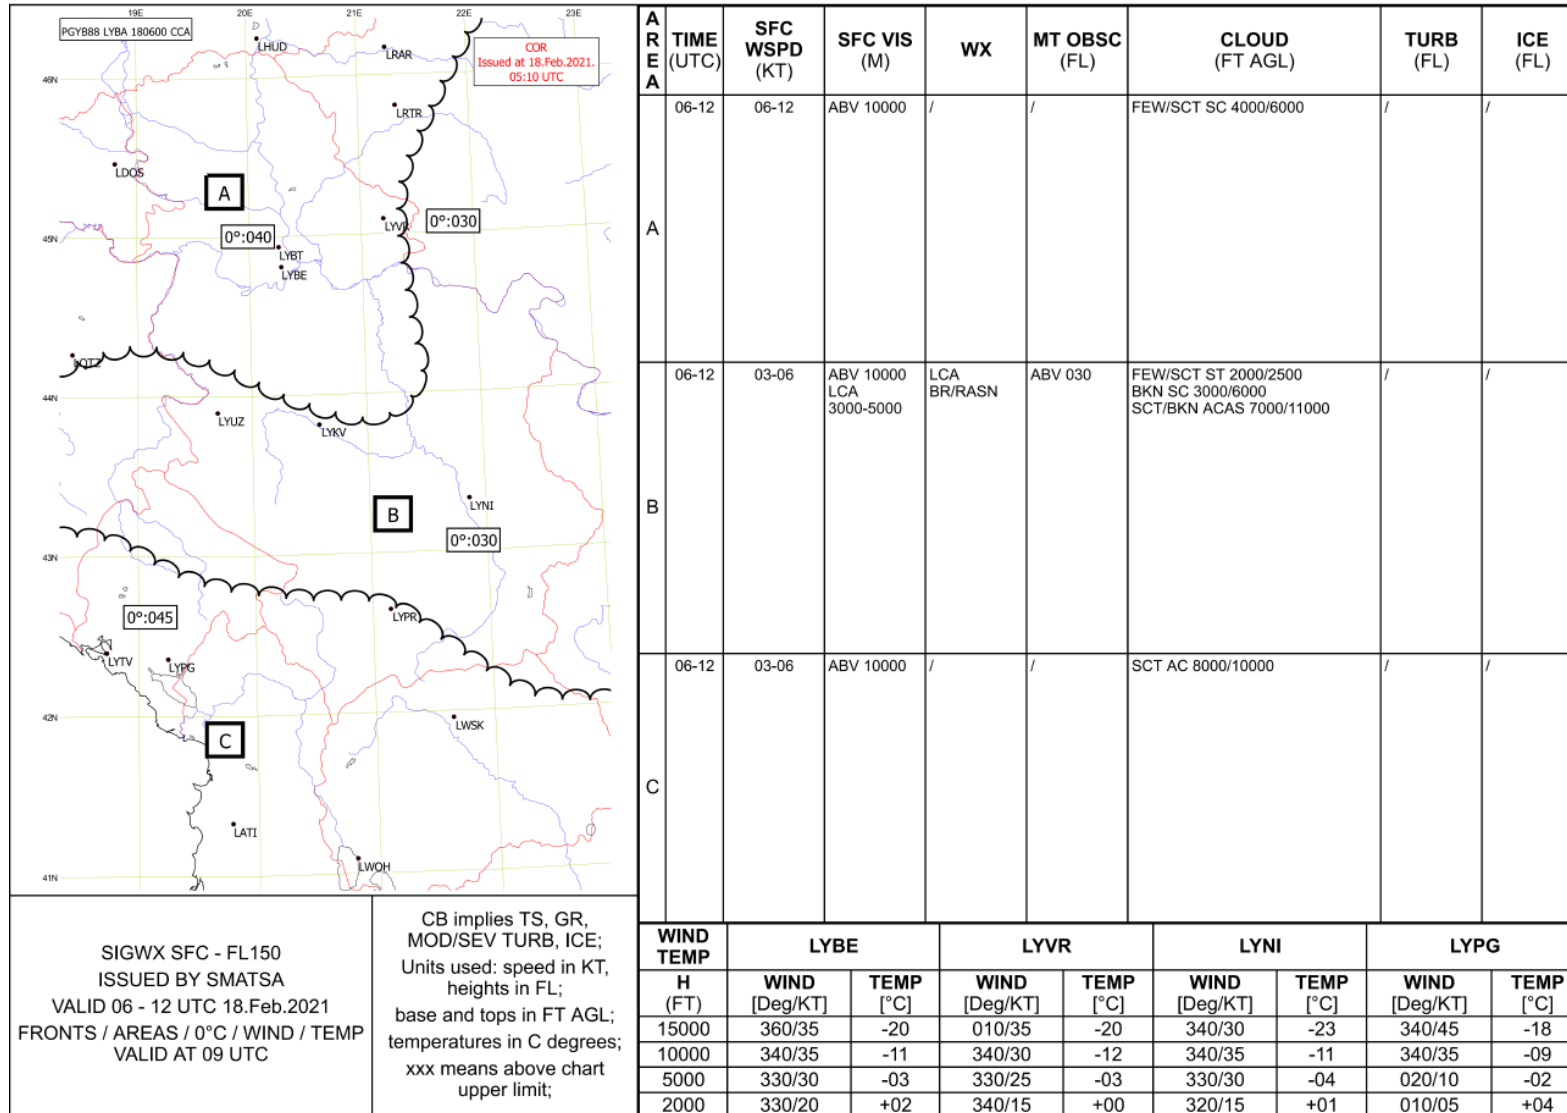 PGYB88 LYBA 180600 CCA
COR
Issued at 18.Feb.2021.
05:10 UTC
19E
20E
21E
22E
23E
46N
45N
44N
43N
42N
41N
LHUD
LRAR
LRTR
LDOS
A
0°:030
LYVR
0°:040
LYBT
LYBE
LQTZ
LYUZ
LYKV
B
LYNI
0°:030
0°:045
LYPR
LYTV
LYPG
LWSK
C
LATI
LWOH
AREA
TIME (UTC)
SFC WSPD (KT)
SFC VIS (M)
WX
MT OBSC (FL)
CLOUD (FT AGL)
TURB (FL)
ICE (FL)
A
06-12
06-12
ABV 10000
/
/
FEW/SCT SC 4000/6000
/
/
B
06-12
03-06
ABV 10000
LCA
3000-5000
LCA
BR/RASN
ABV 030
FEW/SCT ST 2000/2500
BKN SC 3000/6000
SCT/BKN ACAS 7000/11000
/
/
C
06-12
03-06
ABV 10000
/
/
SCT AC 8000/10000
/
/
SIGWX SFC - FL150
ISSUED BY SMATSA
VALID 06 - 12 UTC 18.Feb.2021
FRONTS / AREAS / 0°C / WIND / TEMP
VALID AT 09 UTC
CB implies TS, GR,
MOD/SEV TURB, ICE;
Units used: speed in KT,
heights in FL;
base and tops in FT AGL;
temperatures in C degrees;
xxx means above chart
upper limit;
WIND TEMP LYBE LYVR LYNI LYPG
H (FT) WIND [Deg/KT] TEMP [°C] WIND [Deg/KT] TEMP [°C] WIND [Deg/KT] TEMP [°C] WIND [Deg/KT] TEMP [°C]
15000 360/35 -20 010/35 -20 340/30 -23 340/45 -18
10000 340/35 -11 340/30 -12 340/35 -11 340/35 -09
5000 330/30 -03 330/25 -03 330/30 -04 020/10 -02
2000 330/20 +02 340/15 +00 320/15 +01 010/05 +04